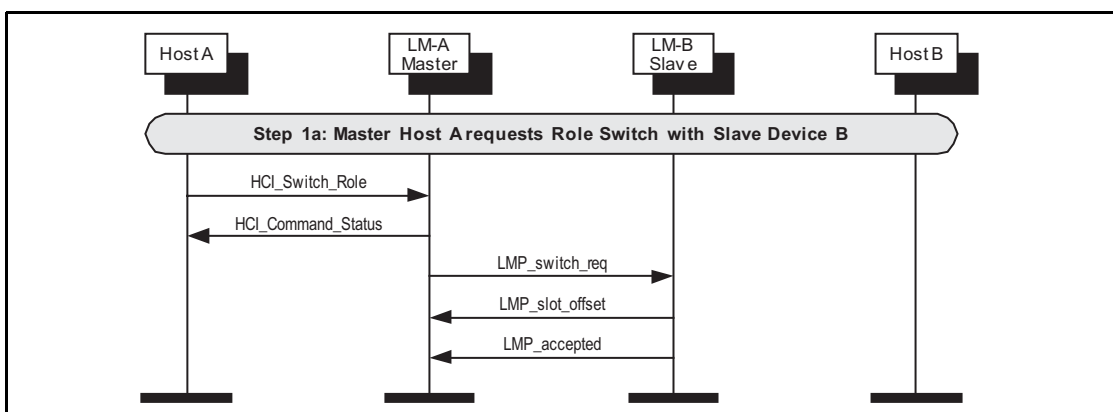 Host A
LM-A
Master
LM-B
Slave
Host B
Step 1a: Master Host A requests Role Switch with Slave Device B
HCI_Switch_Role
HCI_Command_Status
LMP_switch_req
LMP_slot_offset
LMP_accepted